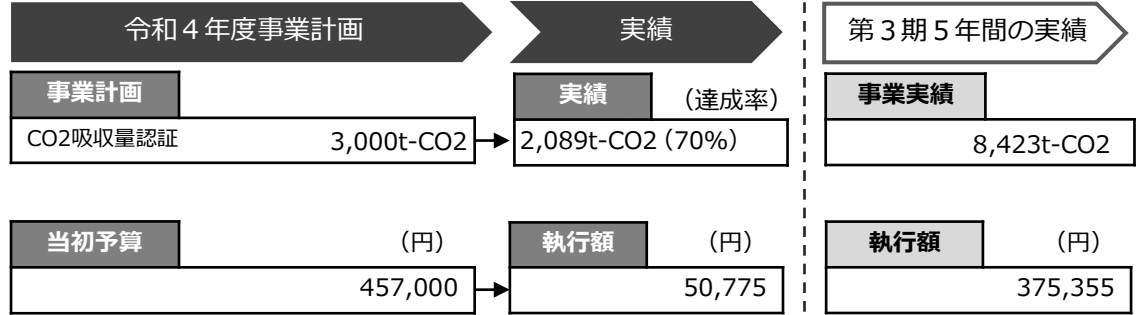 令和４年度事業計画
実績
第３期５年間の実績
事業計画
実績
（達成率）
事業実績
CO2吸収量認証 3,000t-CO2
2,089t-CO2（70%）
8,423t-CO2
当初予算
（円）
執行額
（円）
執行額
（円）
457,000
50,775
375,355